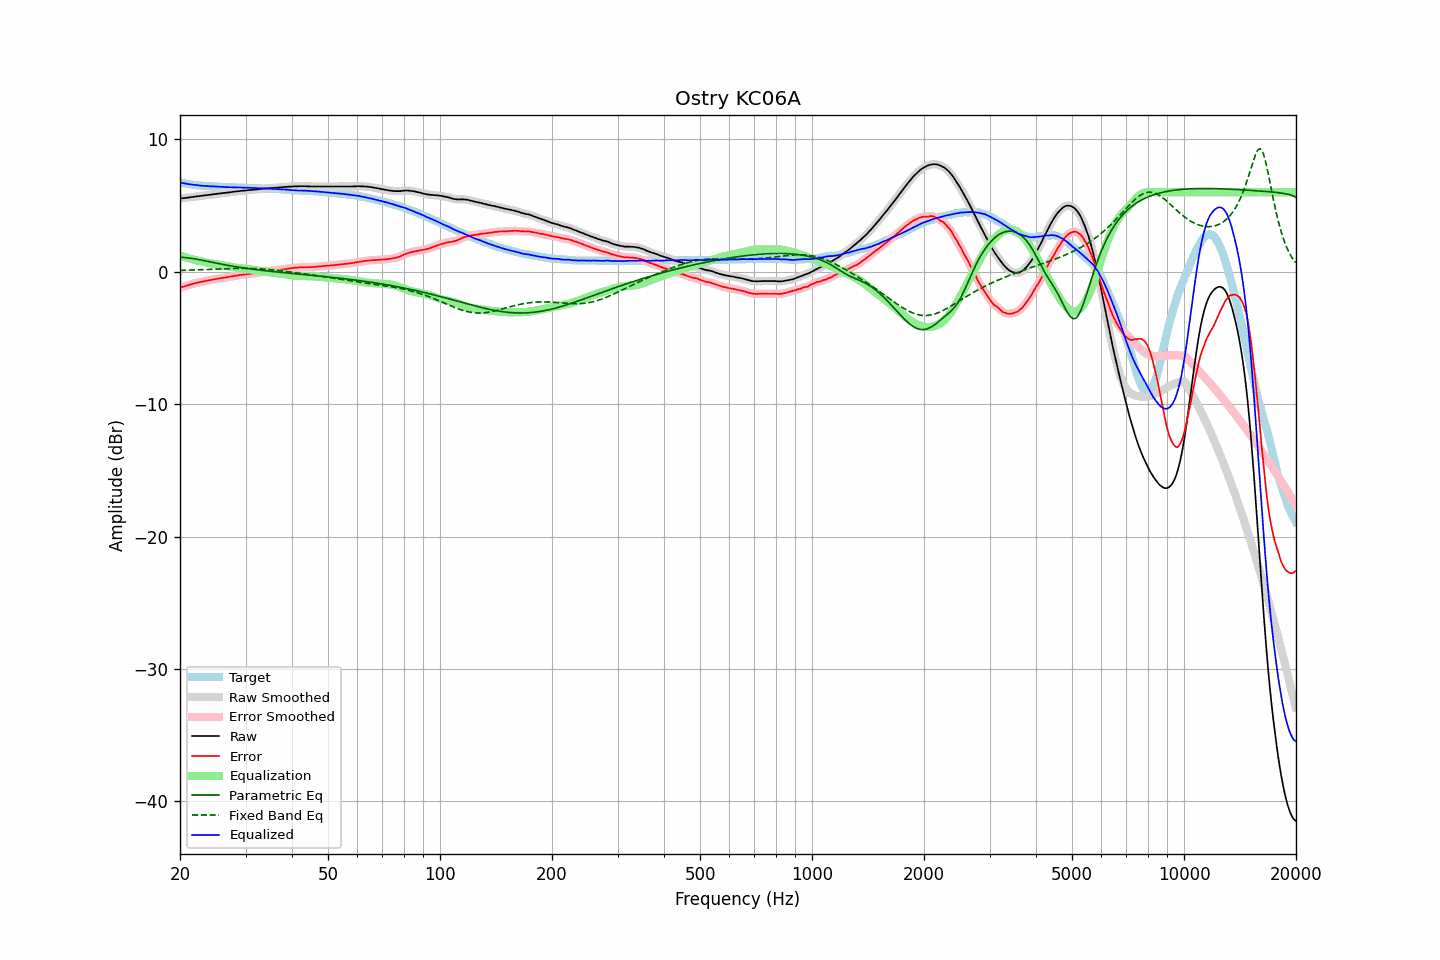 Ostry KC06A
10
0
−10
−20
−30
−40
Amplitude (dBr)
20
50
100
200
500
1000
2000
5000
10000
20000
Frequency (Hz)
Target
Raw Smoothed
Error Smoothed
Raw
Error
Equalization
Parametric Eq
Fixed Band Eq
Equalized